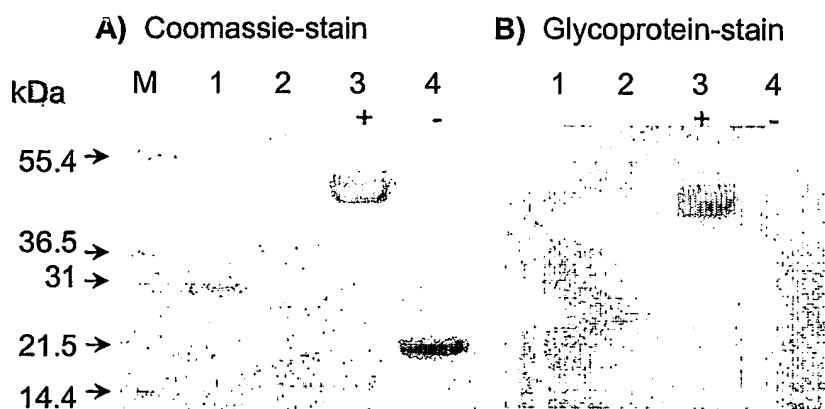 A) Coomassie-stain
B) Glycoprotein-stain
kDa M 1 2 3 4
+ -
1 2 3 4
+ -
55.4
36.5
31
21.5
14.4